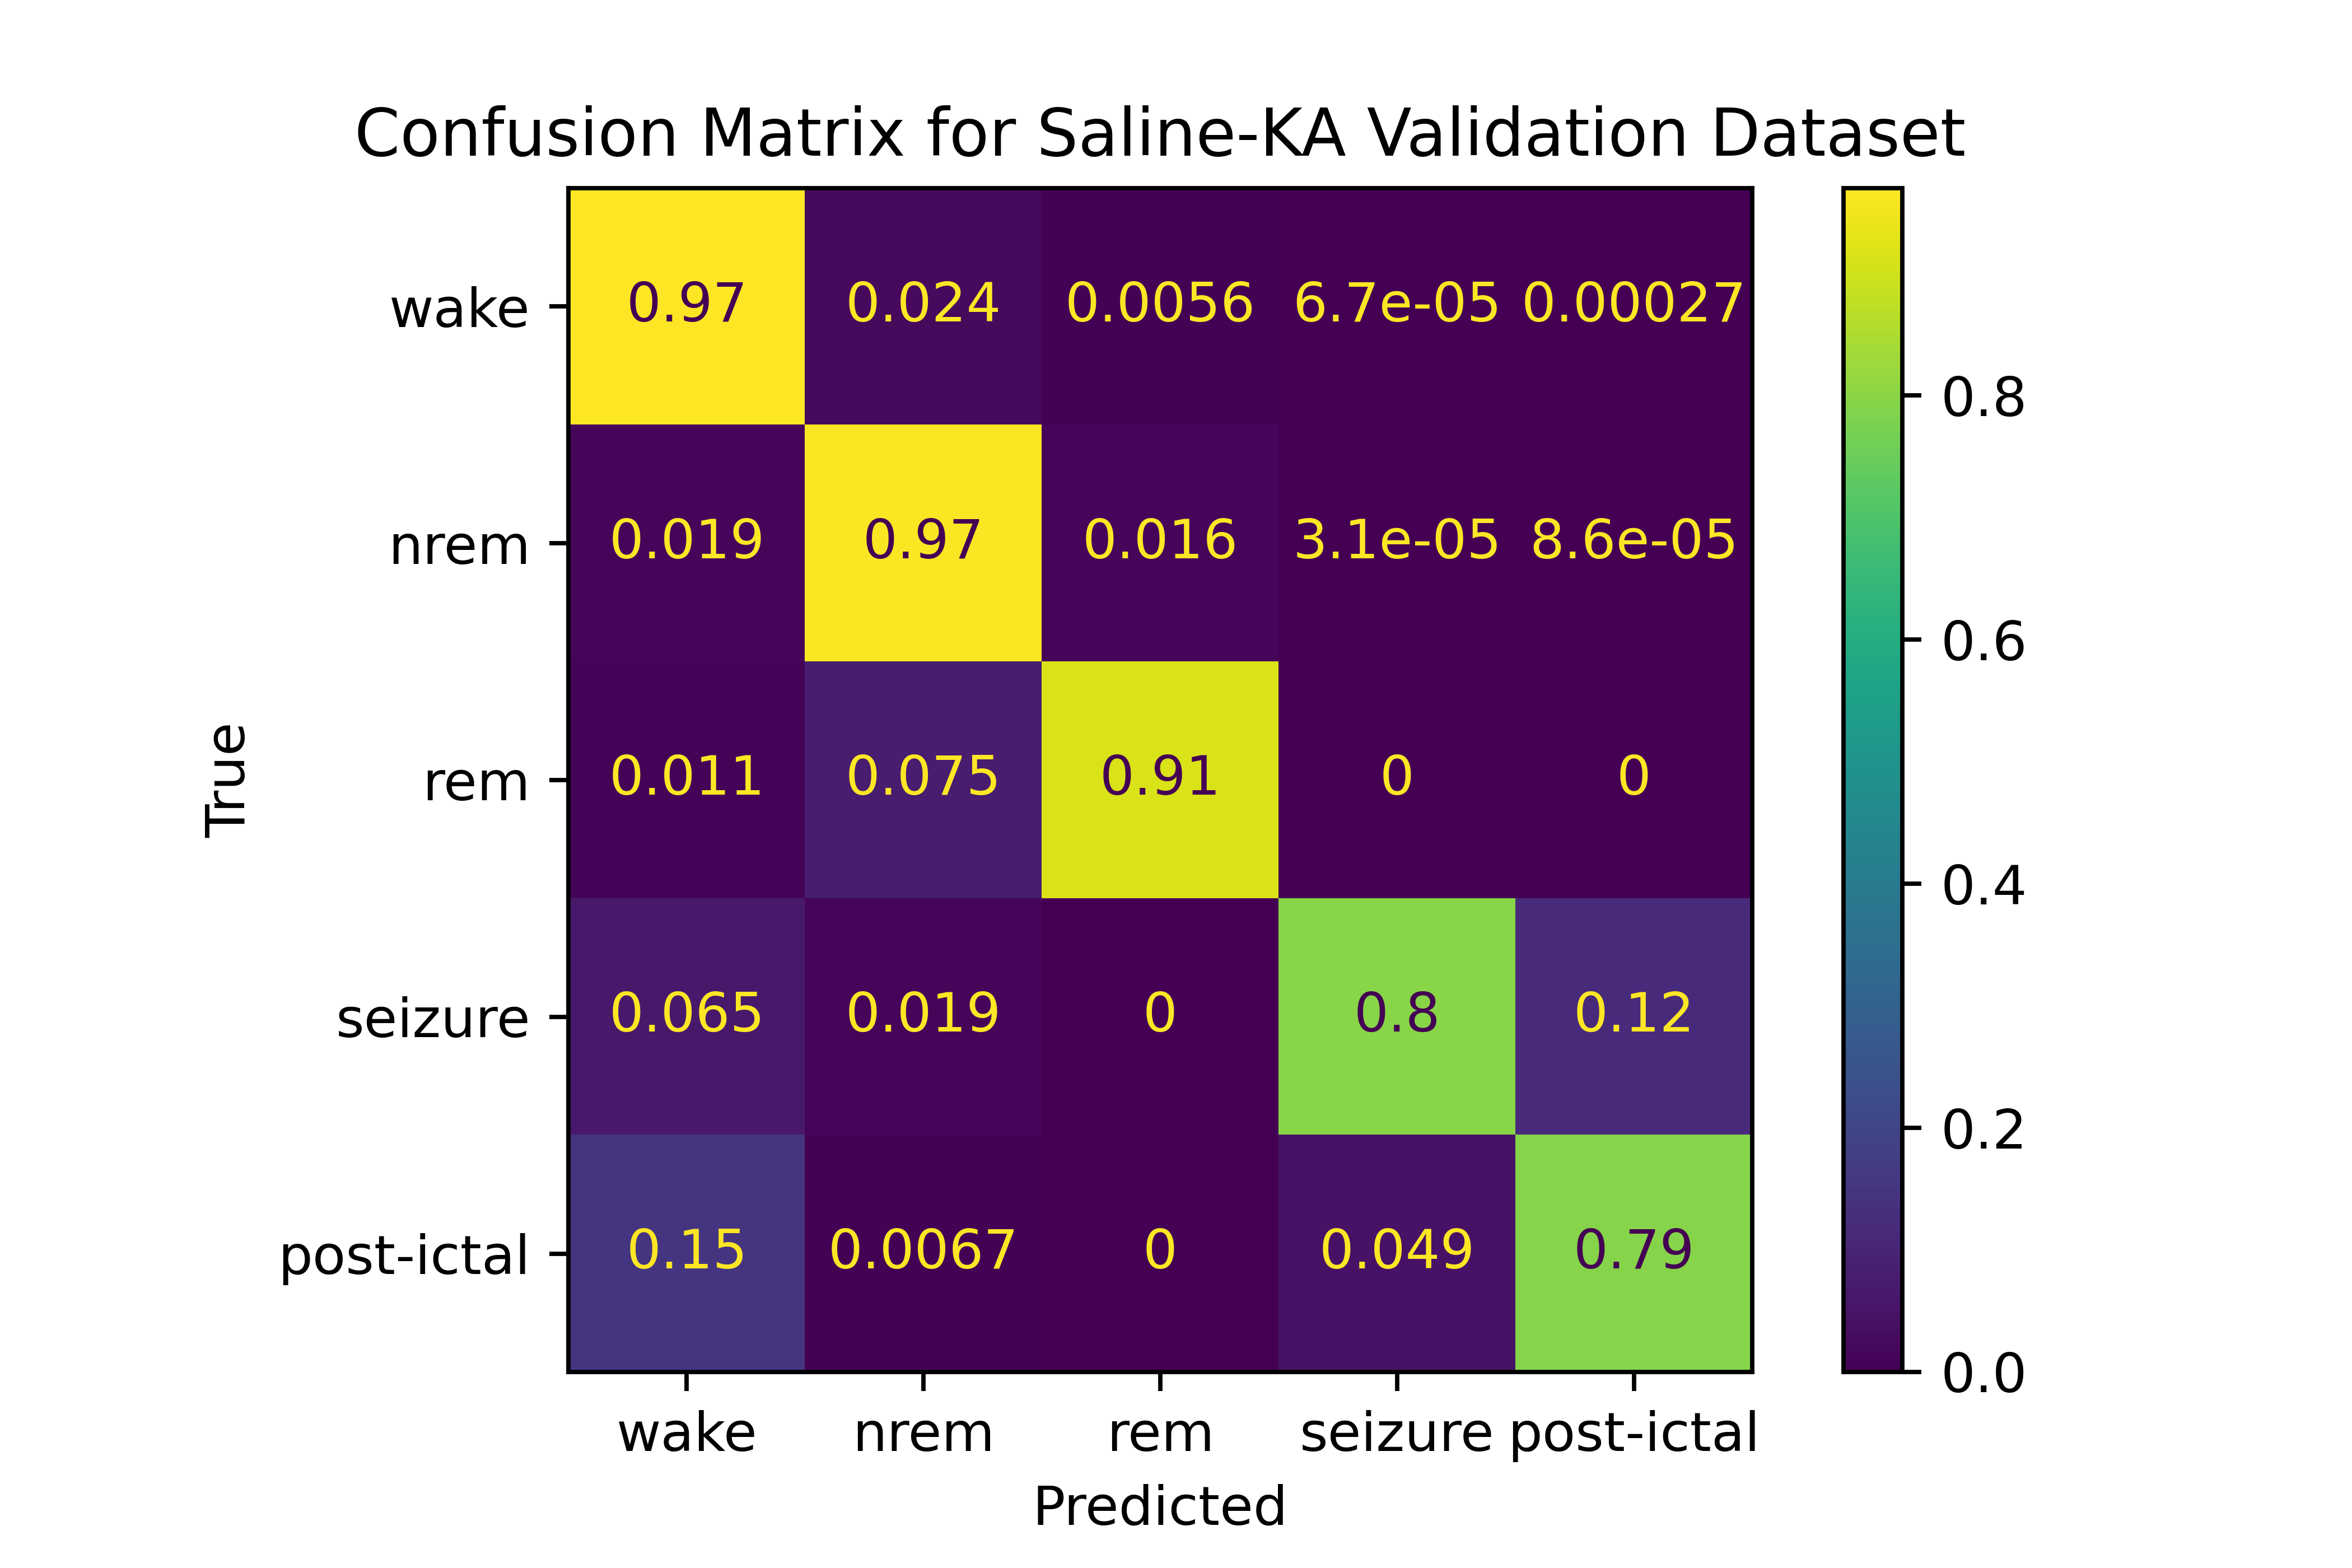 Confusion Matrix for Saline-KA Validation Dataset
wake 0.97 0.024 0.0056 6.7e-05 0.00027
nrem 0.019 0.97 0.016 3.1e-05 8.6e-05
rem 0.011 0.075 0.91 0 0
seizure 0.065 0.019 0 0.8 0.12
post-ictal 0.15 0.0067 0 0.049 0.79
True
wake nrem rem seizure post-ictal
Predicted
0.8
0.6
0.4
0.2
0.0